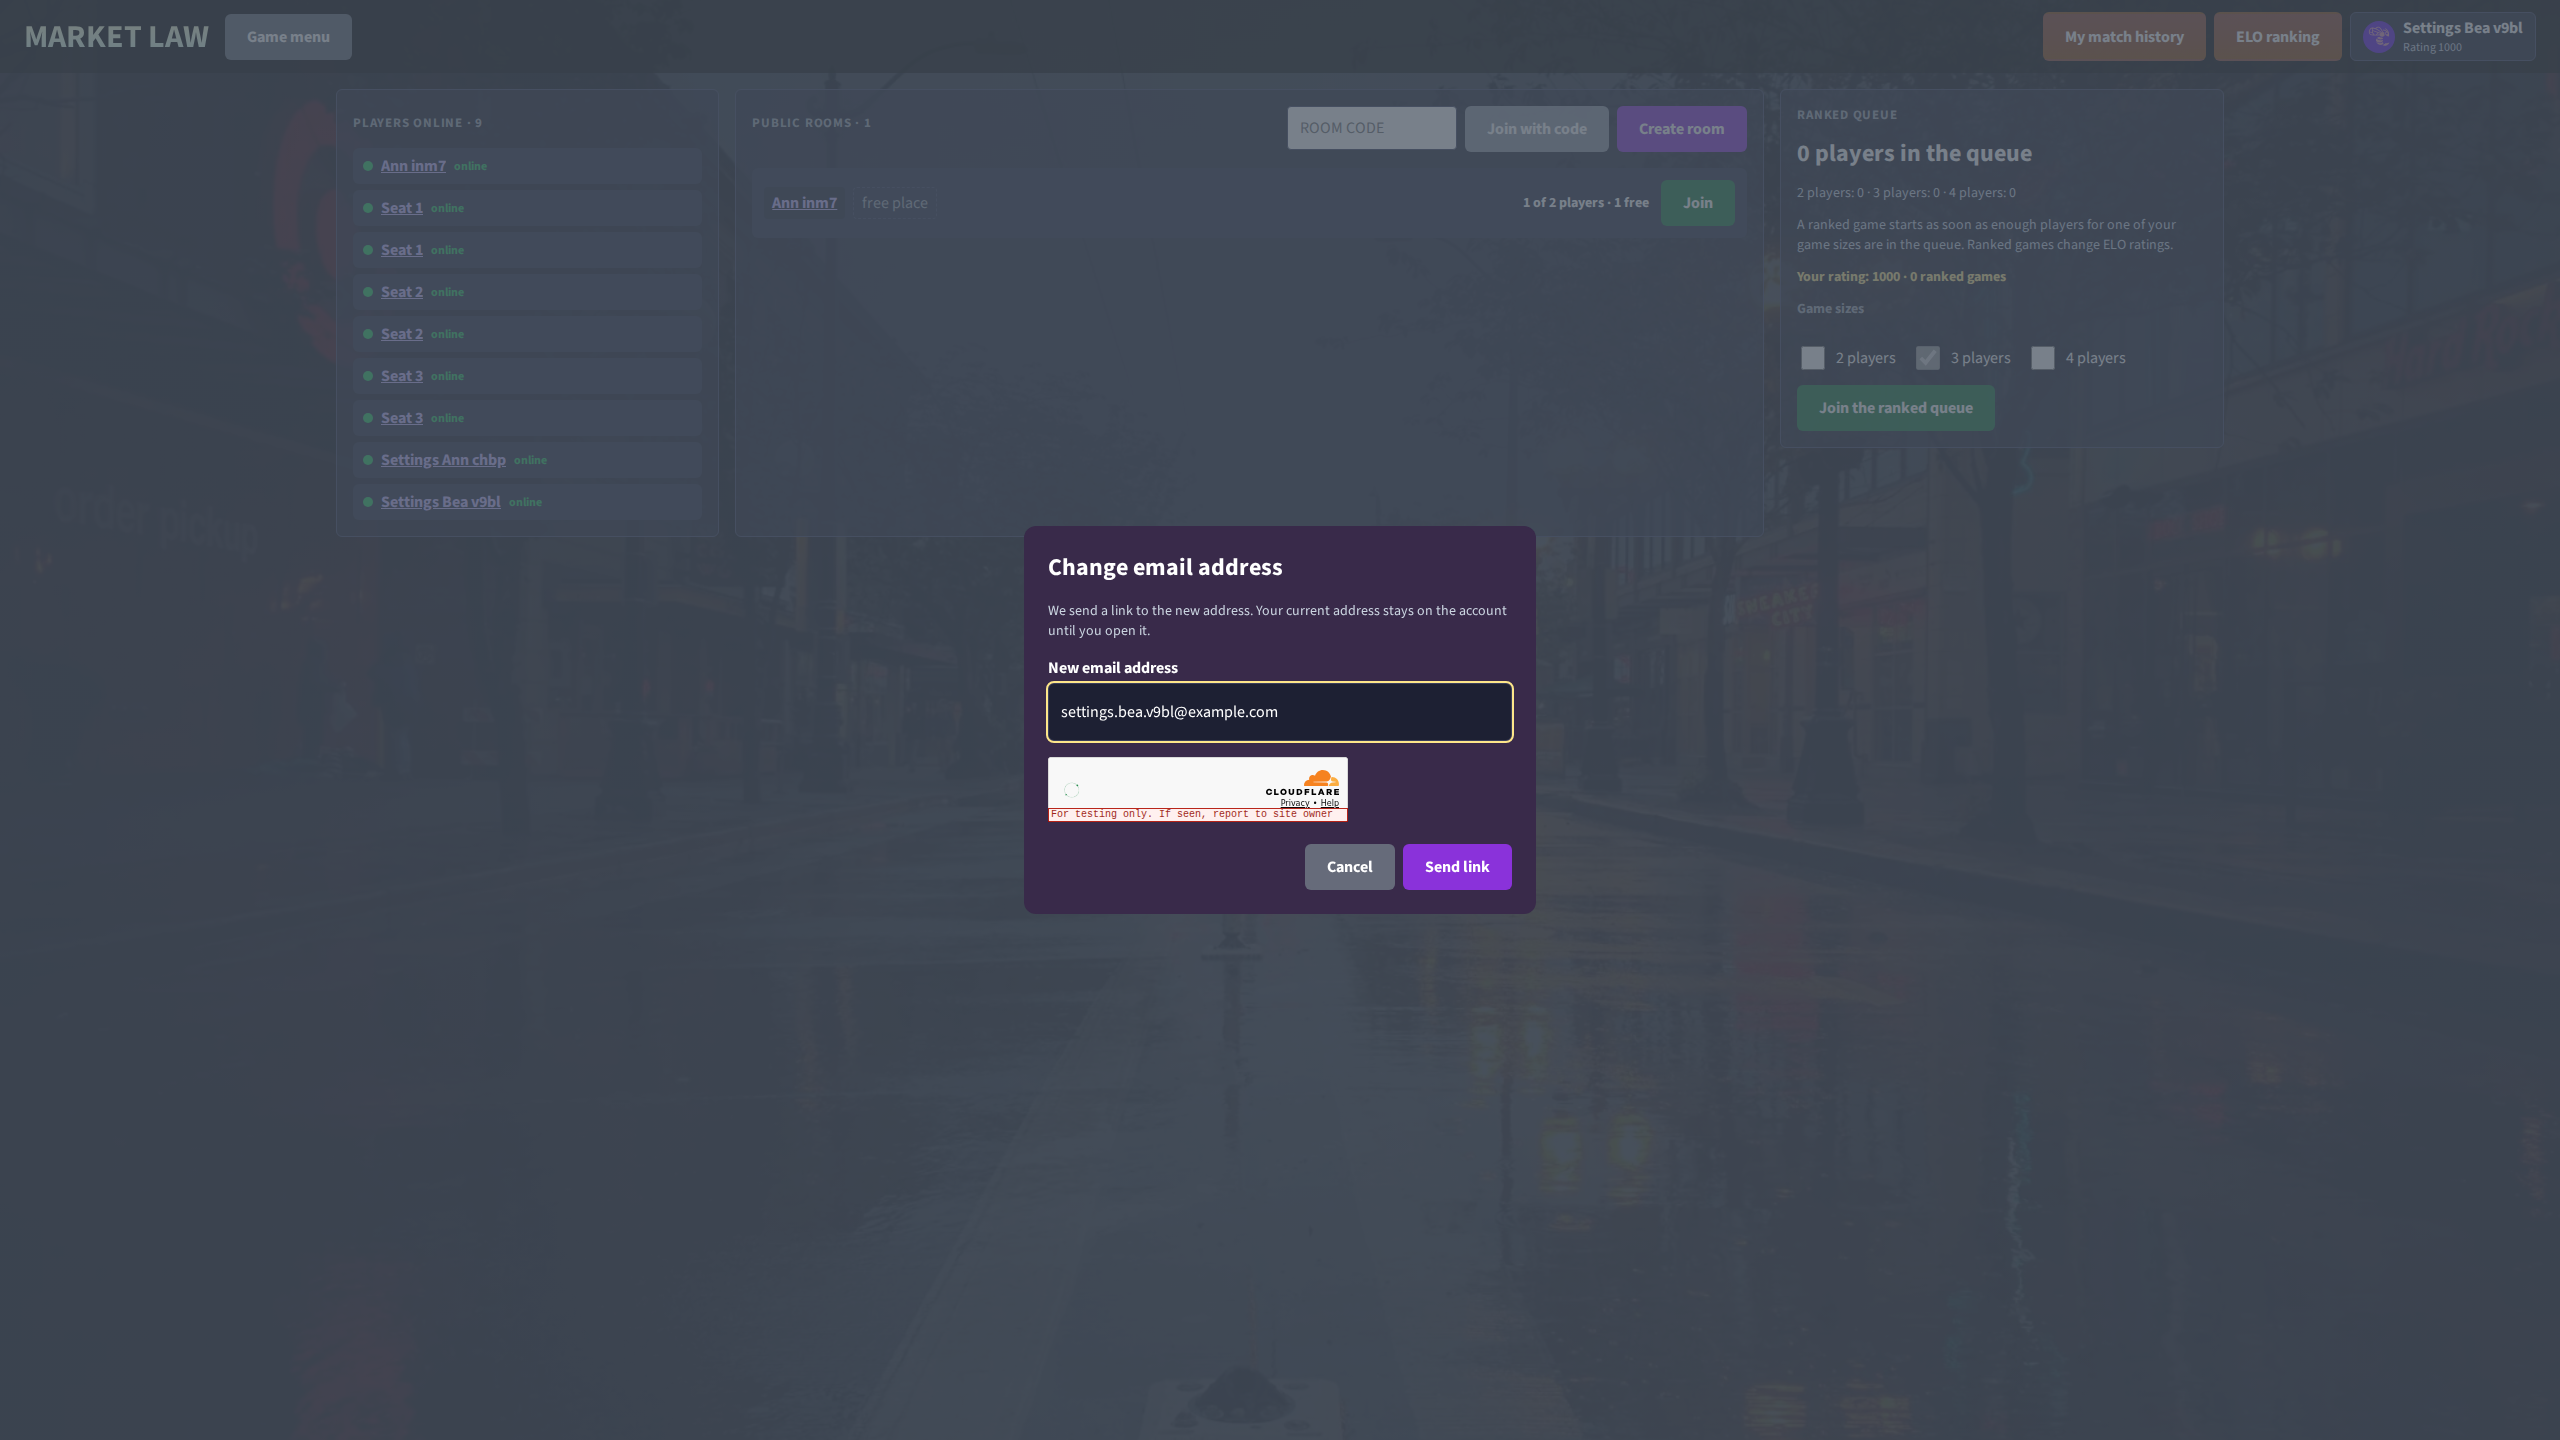 MARKET LAW
Game menu
My match history
ELO ranking
Settings Bea v9bl
Rating 1000
PLAYERS ONLINE · 9
Ann inm7 online
Seat 1 online
Seat 1 online
Seat 2 online
Seat 2 online
Seat 3 online
Seat 3 online
Settings Ann chbp online
Settings Bea v9bl online
PUBLIC ROOMS · 1
ROOM CODE
Join with code
Create room
Ann inm7 free place
1 of 2 players · 1 free
Join
RANKED QUEUE
0 players in the queue
2 players: 0 · 3 players: 0 · 4 players: 0
A ranked game starts as soon as enough players for one of your
game sizes are in the queue. Ranked games change ELO ratings.
Your rating: 1000 · 0 ranked games
Game sizes
2 players
3 players
4 players
Join the ranked queue
order pickup
SNEAKER
CITY
Change email address
We send a link to the new address. Your current address stays on the account
until you open it.
New email address
settings.bea.v9bl@example.com
CLOUDFLARE
Privacy • Help
For testing only. If seen, report to site owner
Cancel
Send link